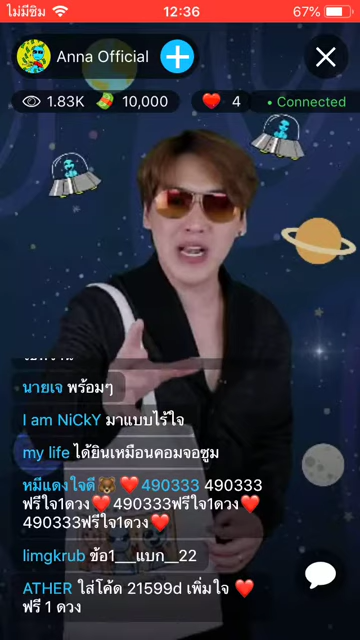 ไม่มีซิม 12:36 67%
Anna Official
1.83K 10,000 4 • Connected
นายเจ พร้อมๆ
I am NiCkY มาแบบไร้ใจ
my life ได้ยินเหมือนคอมจอซูม
หมีแดงใจดี🐻❤️490333 490333
ฟรีใจ1ดวง❤️490333ฟรีใจ1ดวง❤️
490333ฟรีใจ1ดวง❤️
limgkrub ข้อ1__แบก_22
ATHER ใส่โค้ด 21599d เพิ่มใจ ❤️
ฟรี 1 ดวง